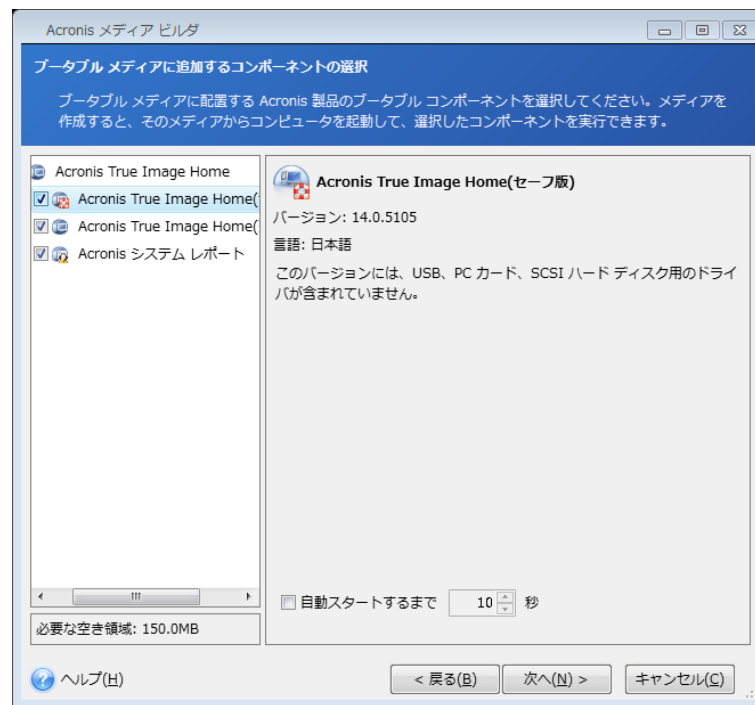 Acronis メディア ビルダ
ブータブル メディアに追加するコンポーネントの選択
ブータブル メディアに配置する Acronis 製品のブータブル コンポーネントを選択してください。メディアを
作成すると、そのメディアからコンピュータを起動して、選択したコンポーネントを実行できます。
Acronis True Image Home
Acronis True Image Home(
Acronis True Image Home(
Acronis システム レポート
Acronis True Image Home(セーフ版)
バージョン: 14.0.5105
言語: 日本語
このバージョンには、USB、PC カード、SCSI ハード ディスク用のドライ
バが含まれていません。
自動スタートするまで 10 秒
必要な空き領域: 150.0MB
ヘルプ(H)
< 戻る(B)
次へ(N) >
キャンセル(C)